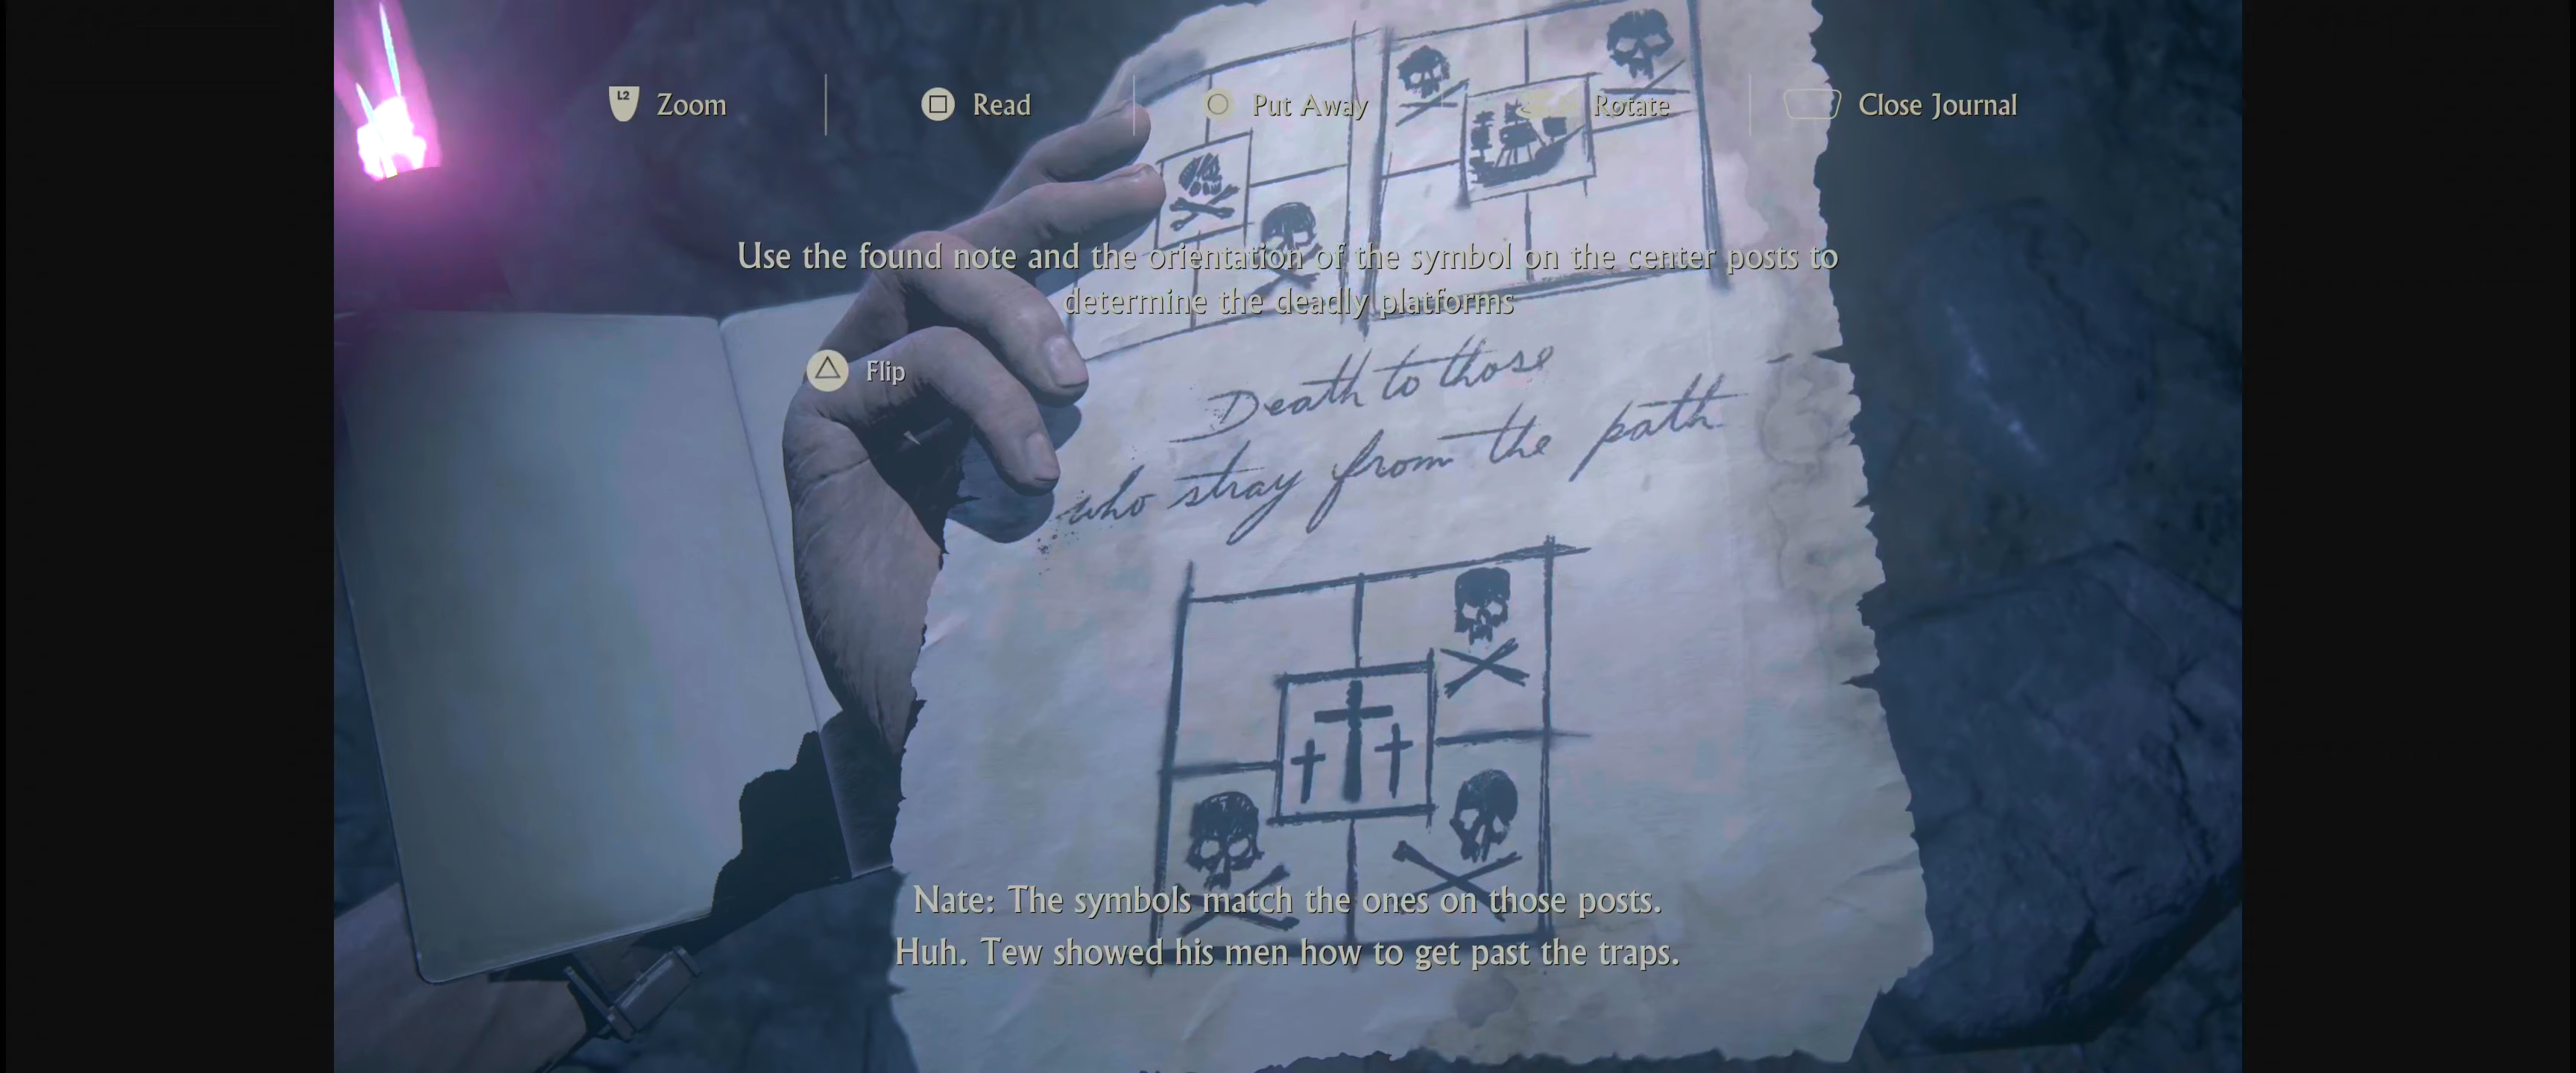 L2 Zoom Read Put Away Rotate Close Journal
Use the found note and the orientation of the symbol on the center posts to
determine the deadly platforms
Flip
Death to those
who stray from the path
Nate: The symbols match the ones on those posts.
Huh. Tew showed his men how to get past the traps.